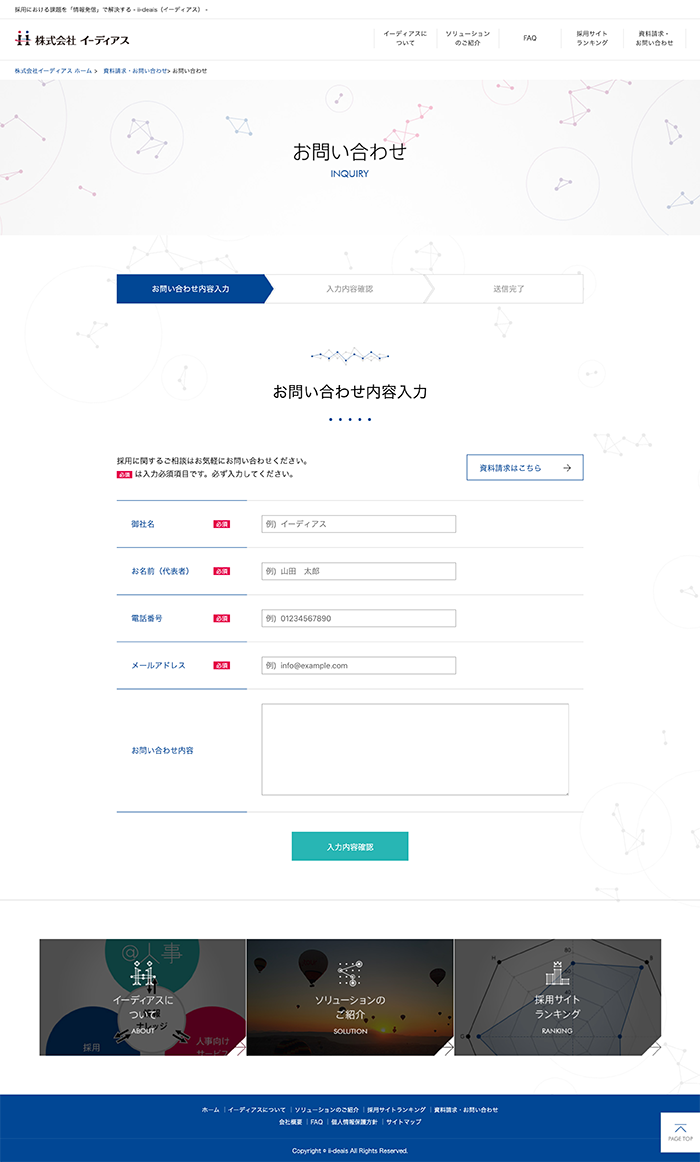 採用における課題を「情報発信」で解決する・ii-deals（イーディアス）
株式会社 イーディアス
イーディアスに
ついて
ソリューション
のご紹介
FAQ
採用サイト
ランキング
資料請求・
お問い合わせ
株式会社イーディアス ホーム > 資料請求・お問い合わせ> お問い合わせ
お問い合わせ
INQUIRY
お問い合わせ内容入力
入力内容確認
送信完了
お問い合わせ内容入力
採用に関するご相談はお気軽にお問い合わせください。
必須 は入力必須項目です。必ず入力してください。
資料請求はこちら
御社名 必須 例）イーディアス
お名前（代表者） 必須 例）山田　太郎
電話番号 必須 例）01234567890
メールアドレス 必須 例）info@example.com
お問い合わせ内容
入力内容確認
@人事
採用
ナレッジ
人事向け
サービス
イーディアスに
ついて
ABOUT
ソリューションの
ご紹介
SOLUTION
80
H
採用サイト
ランキング
RANKING
ホーム | イーディアスについて | ソリューションのご紹介 | 採用サイトランキング | 資料請求・お問い合わせ
会社概要 | FAQ | 個人情報保護方針 | サイトマップ
PAGE TOP
Copyright © ii-deals All Rights Reserved.